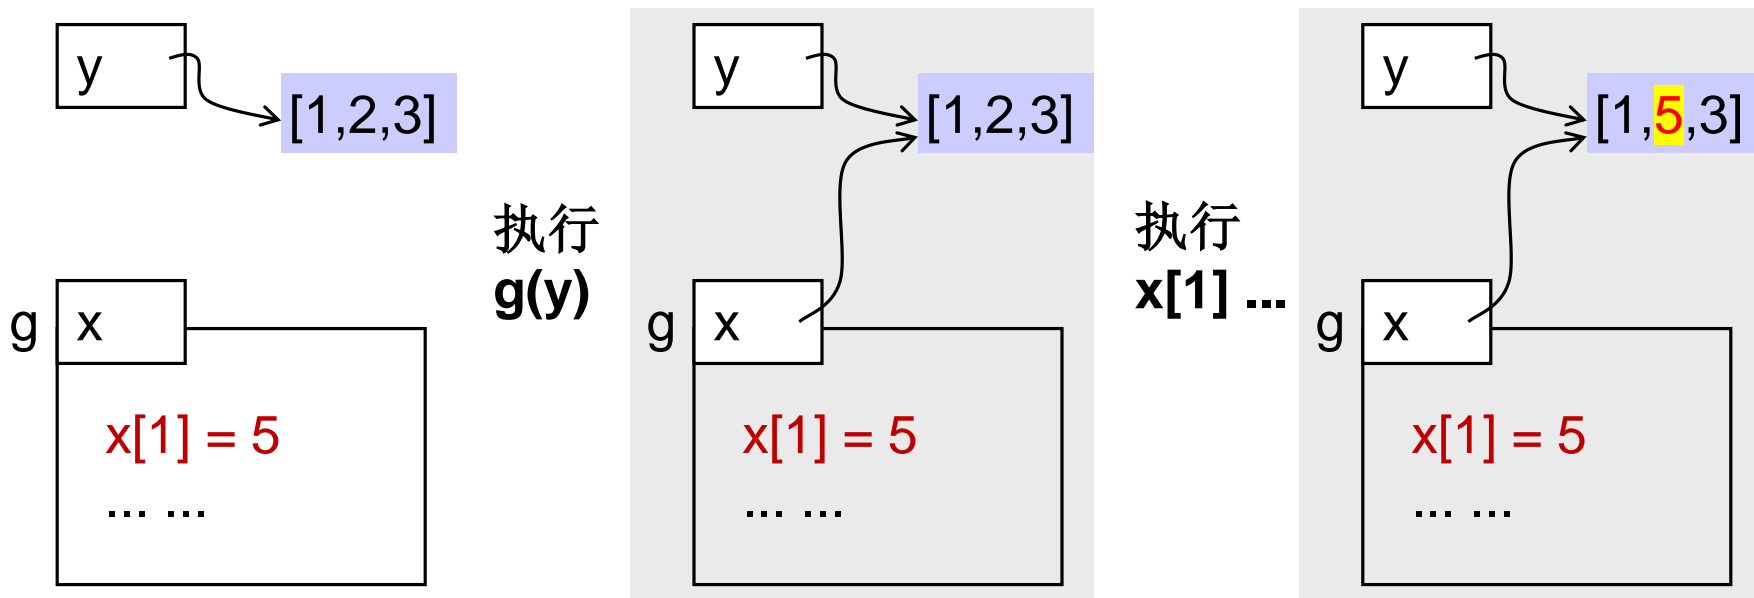 y
[1,2,3]
g
x
x[1] = 5
... ...
执行
g(y)
y
[1,2,3]
g
x
x[1] = 5
... ...
执行
x[1] ...
y
[1,5,3]
g
x
x[1] = 5
... ...